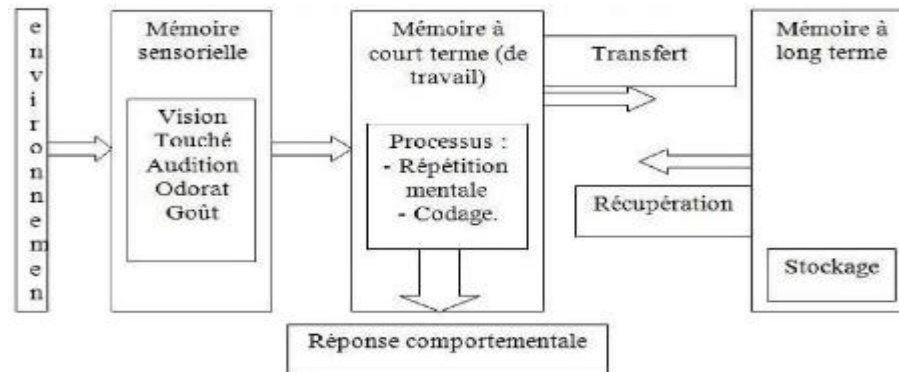 environnemen
Mémoire
sensorielle
Vision
Touché
Audition
Odorat
Goût
Mémoire à
court terme (de
travail)
Processus :
- Répétition
mentale
- Codage.
Transfert
Récupération
Mémoire à
long terme
Stockage
Réponse comportementale